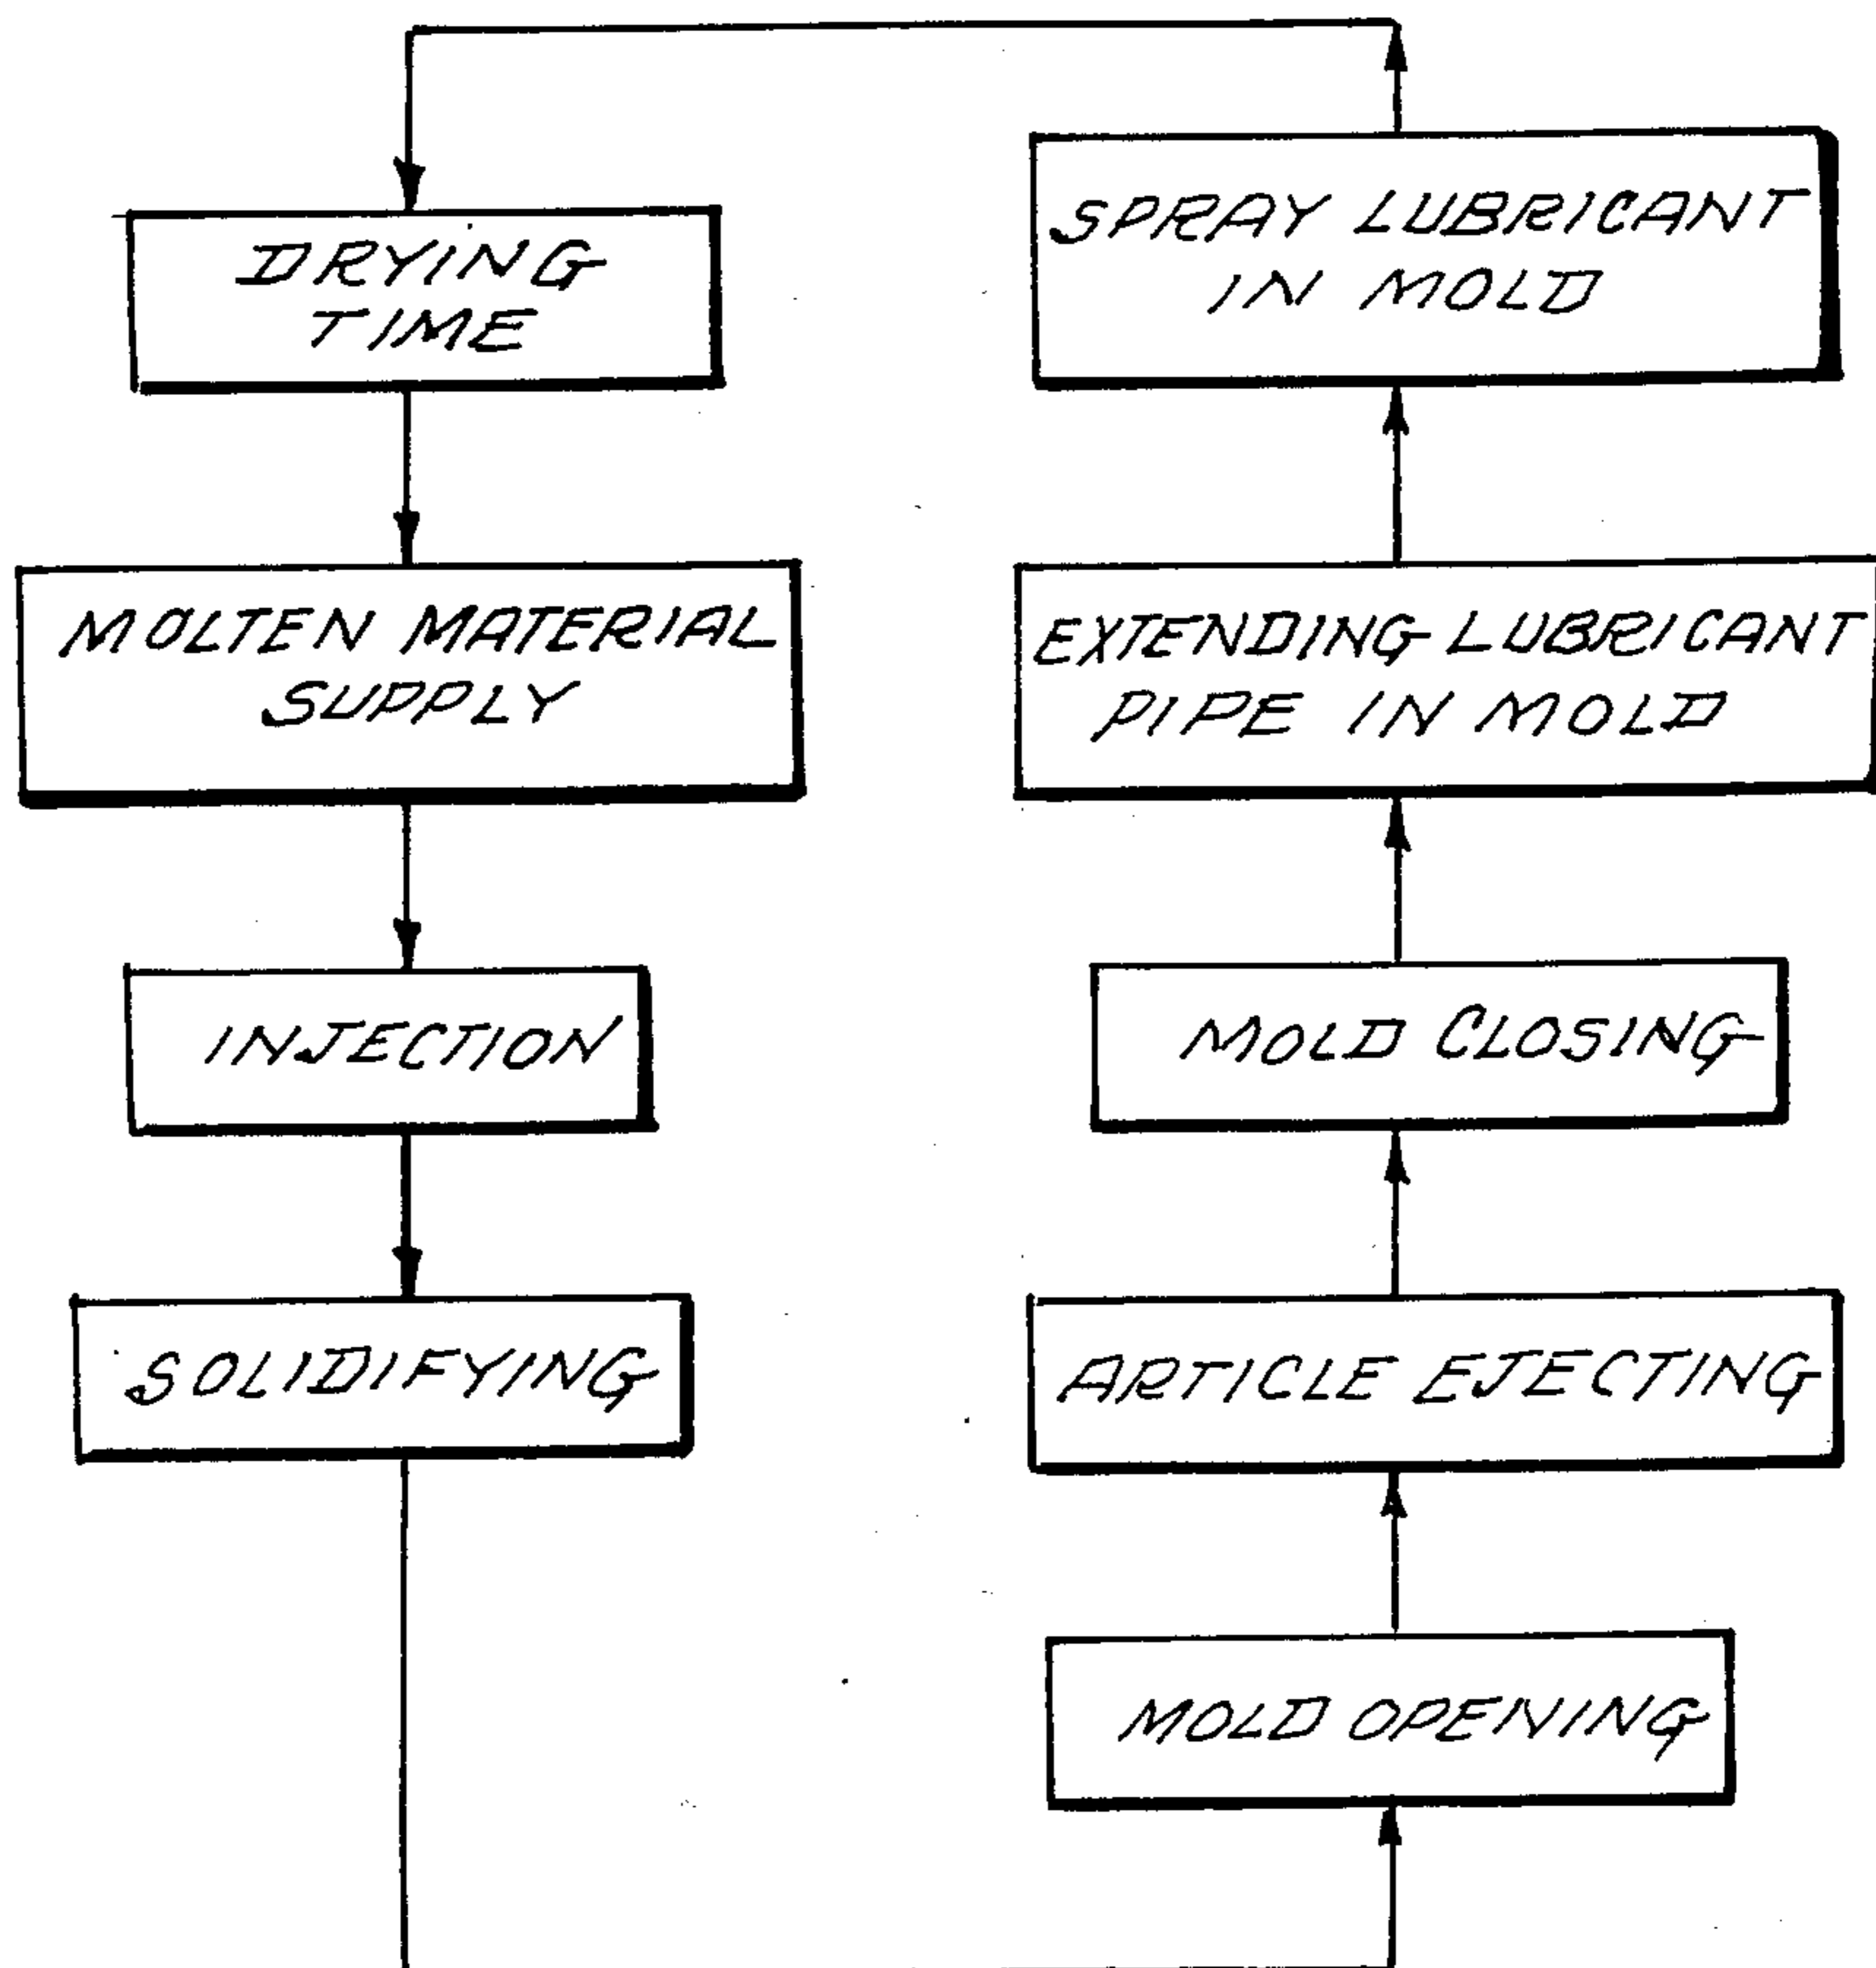 DRYING
TIME
MOLTEN MATERIAL
SUPPLY
INJECTION
SOLIDIFYING
SPRAY LUBRICANT
IN MOLD
EXTENDING LUBRICANT
PIPE IN MOLD
MOLD CLOSING
ARTICLE EJECTING
MOLD OPENING